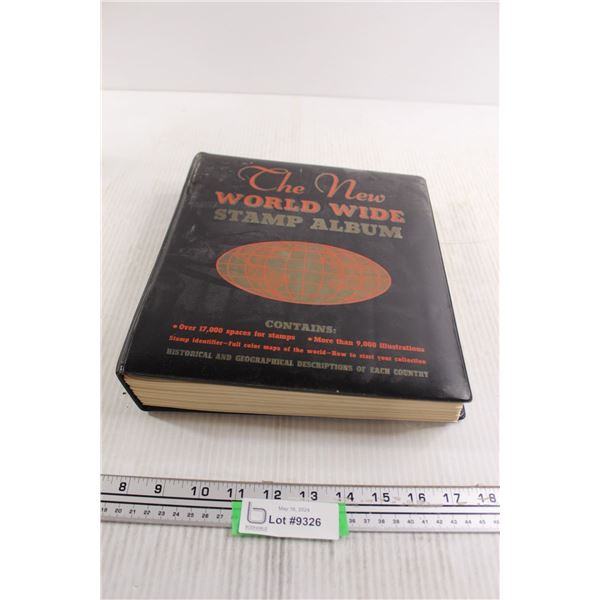 The New
WORLD WIDE
STAMP ALBUM
CONTAINS:
• Over 17,000 spaces for stamps • More than 9,000 illustrations
Stamp identifier—Full color maps of the world—How to start your collection
HISTORICAL AND GEOGRAPHICAL DESCRIPTIONS OF EACH COUNTRY
8 9 10 11 12 13 14 15 16 17 18
May 16, 2024
Lot #9326